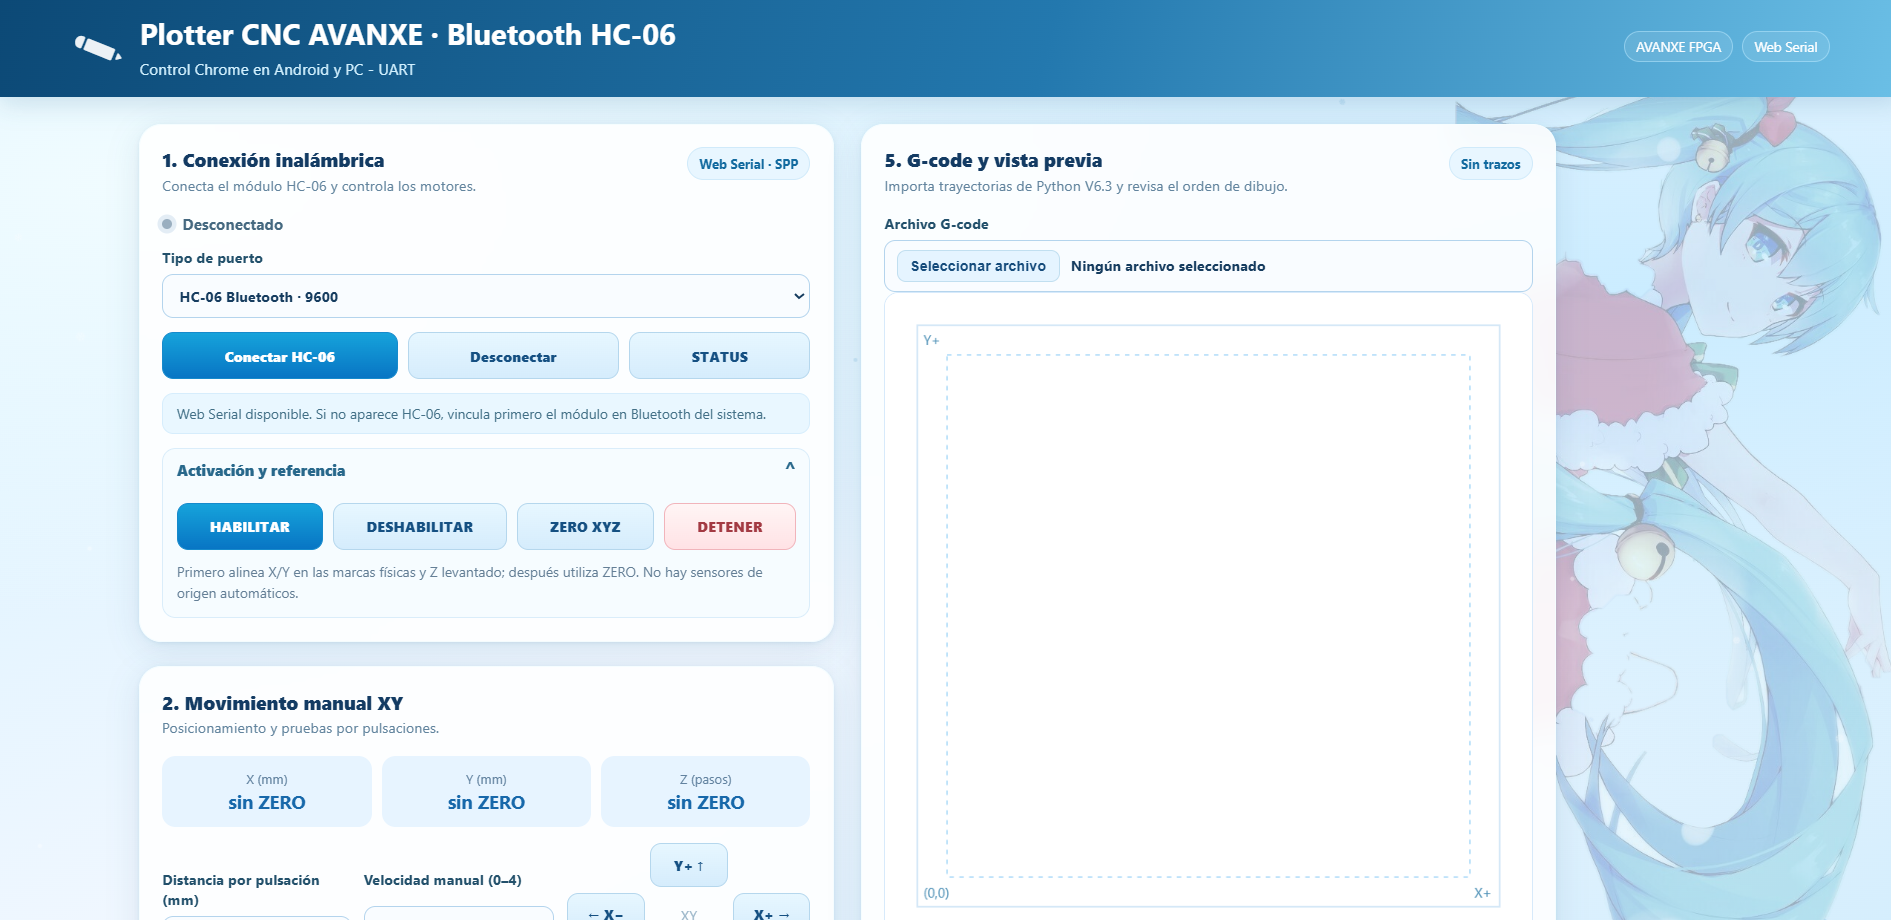 Plotter CNC AVANXE · Bluetooth HC-06
Control Chrome en Android y PC - UART
AVANXE FPGA
Web Serial
1. Conexión inalámbrica
Web Serial · SPP
Conecta el módulo HC-06 y controla los motores.
Desconectado
Tipo de puerto
HC-06 Bluetooth · 9600
Conectar HC-06
Desconectar
STATUS
Web Serial disponible. Si no aparece HC-06, vincula primero el módulo en Bluetooth del sistema.
Activación y referencia
HABILITAR
DESHABILITAR
ZERO XYZ
DETENER
Primero alinea X/Y en las marcas físicas y Z levantado; después utiliza ZERO. No hay sensores de
origen automáticos.
2. Movimiento manual XY
Posicionamiento y pruebas por pulsaciones.
X (mm)
sin ZERO
Y (mm)
sin ZERO
Z (pasos)
sin ZERO
Distancia por pulsación
(mm)
Velocidad manual (0–4)
Y+ ↑
← X−
XY
X+ →
5. G-code y vista previa
Sin trazos
Importa trayectorias de Python V6.3 y revisa el orden de dibujo.
Archivo G-code
Seleccionar archivo
Ningún archivo seleccionado
Y+
(0,0)
X+